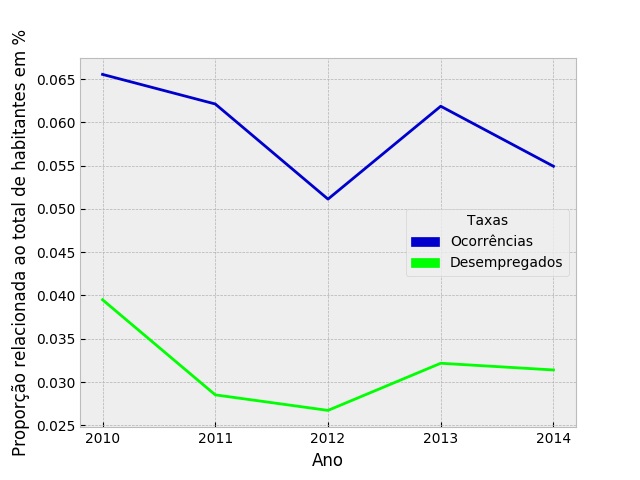 Proporção relacionada ao total de habitantes em %
0.065
0.060
0.055
0.050
0.045
0.040
0.035
0.030
0.025
Taxas
Ocorrências
Desempregados
2010 2011 2012 2013 2014
Ano